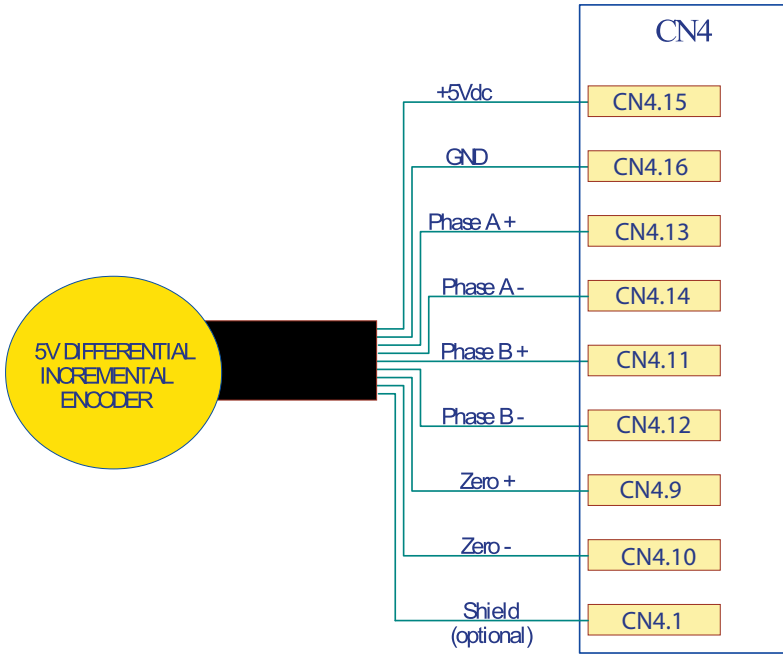 CN4
+5Vdc
CN4.15
GND
CN4.16
Phase A +
CN4.13
Phase A -
CN4.14
5V DIFFERENTIAL
INCREMENTAL
ENCODER
Phase B +
CN4.11
Phase B -
CN4.12
Zero +
CN4.9
Zero -
CN4.10
Shield
(optional)
CN4.1